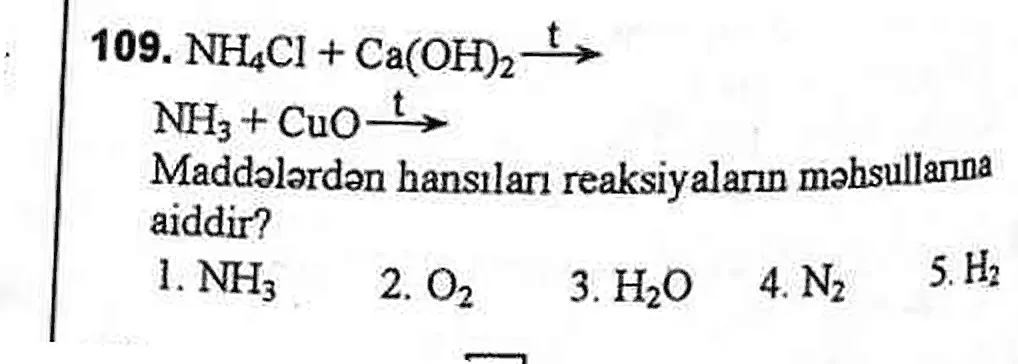 109. NH₄Cl + Ca(OH)₂ —t→
NH₃ + CuO —t→
Maddələrdən hansıları reaksiyaların məhsullarına
aiddir?
1. NH₃ 2. O₂ 3. H₂O 4. N₂ 5. H₂